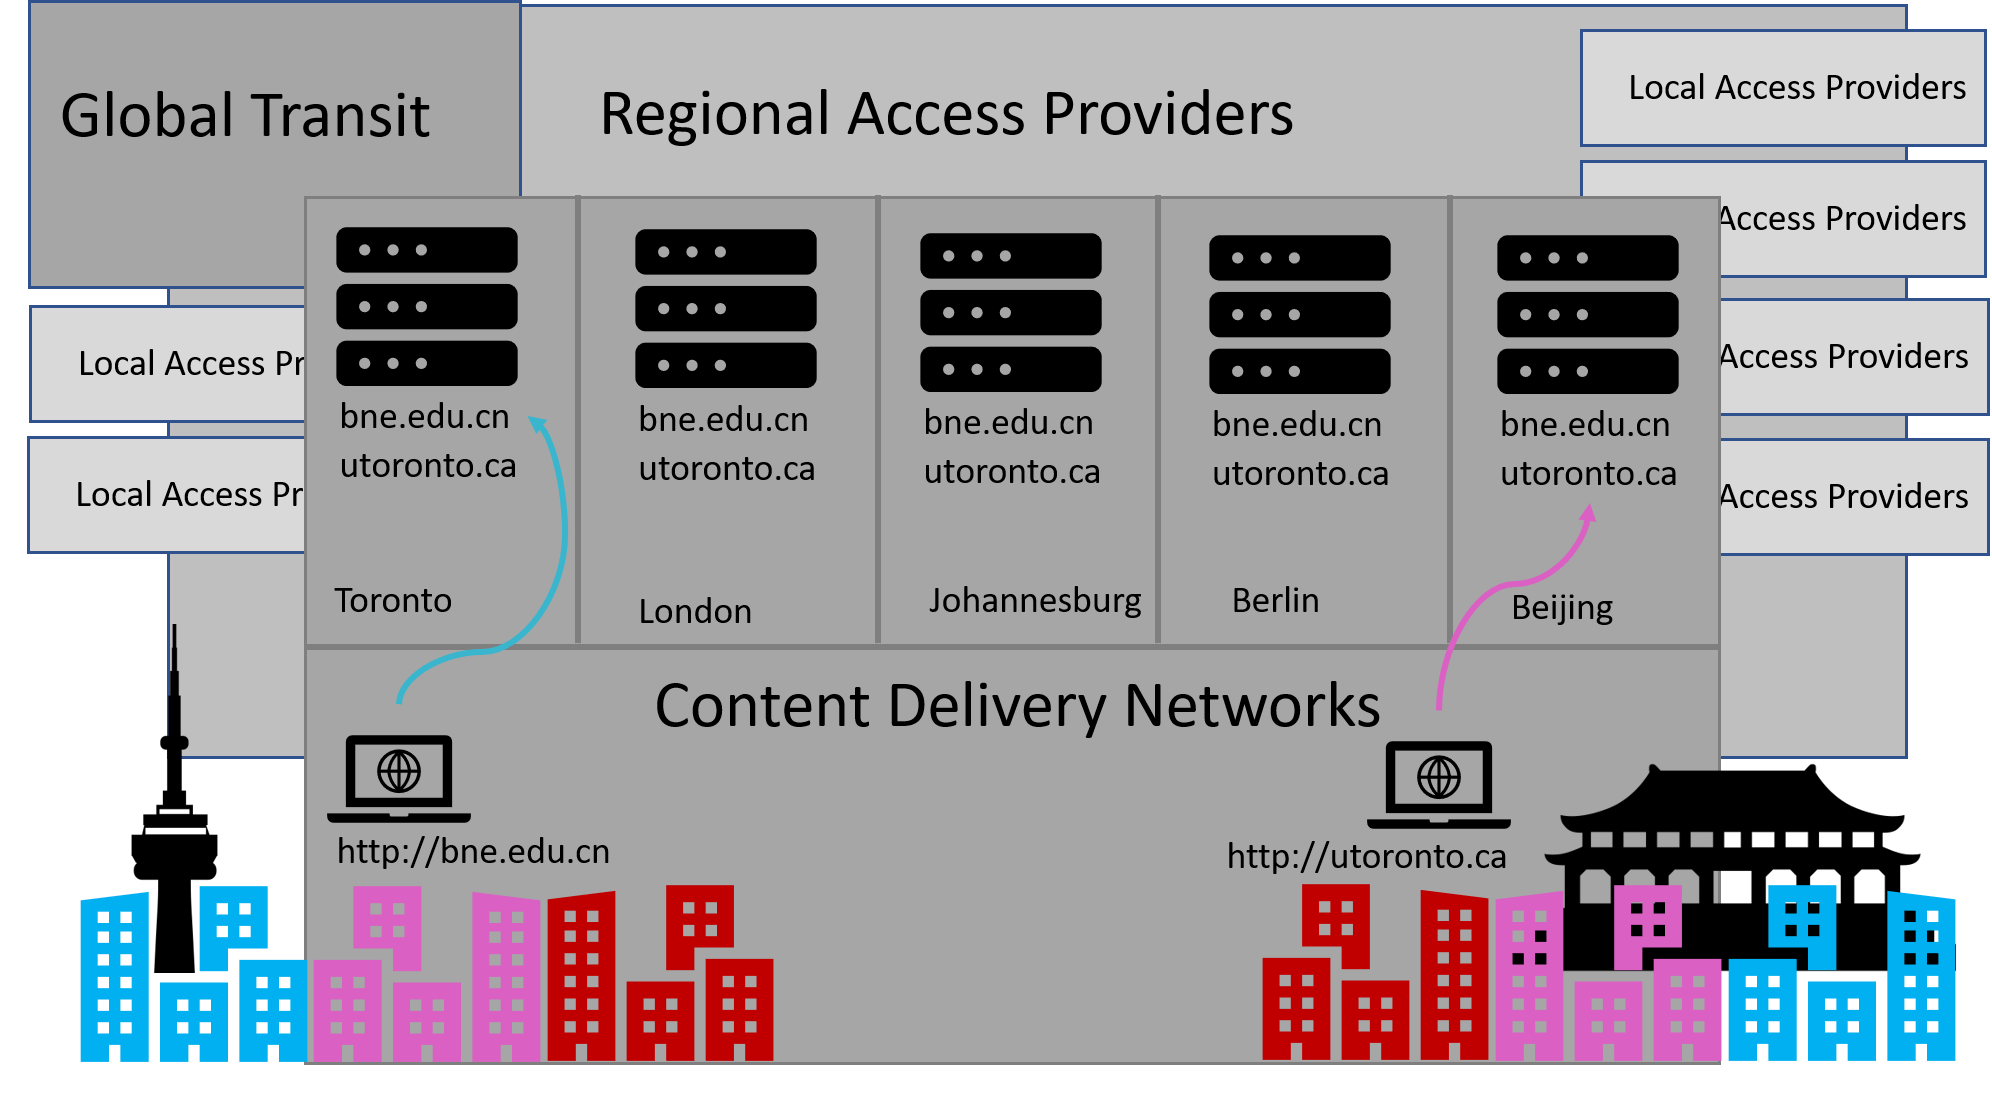 Global Transit
Regional Access Providers
Local Access Providers
Access Providers
Local Access Pr
Access Providers
Local Access Pr
Access Providers
bne.edu.cn
utoronto.ca
Toronto
bne.edu.cn
utoronto.ca
London
bne.edu.cn
utoronto.ca
Johannesburg
bne.edu.cn
utoronto.ca
Berlin
bne.edu.cn
utoronto.ca
Beijing
Content Delivery Networks
http://bne.edu.cn
http://utoronto.ca